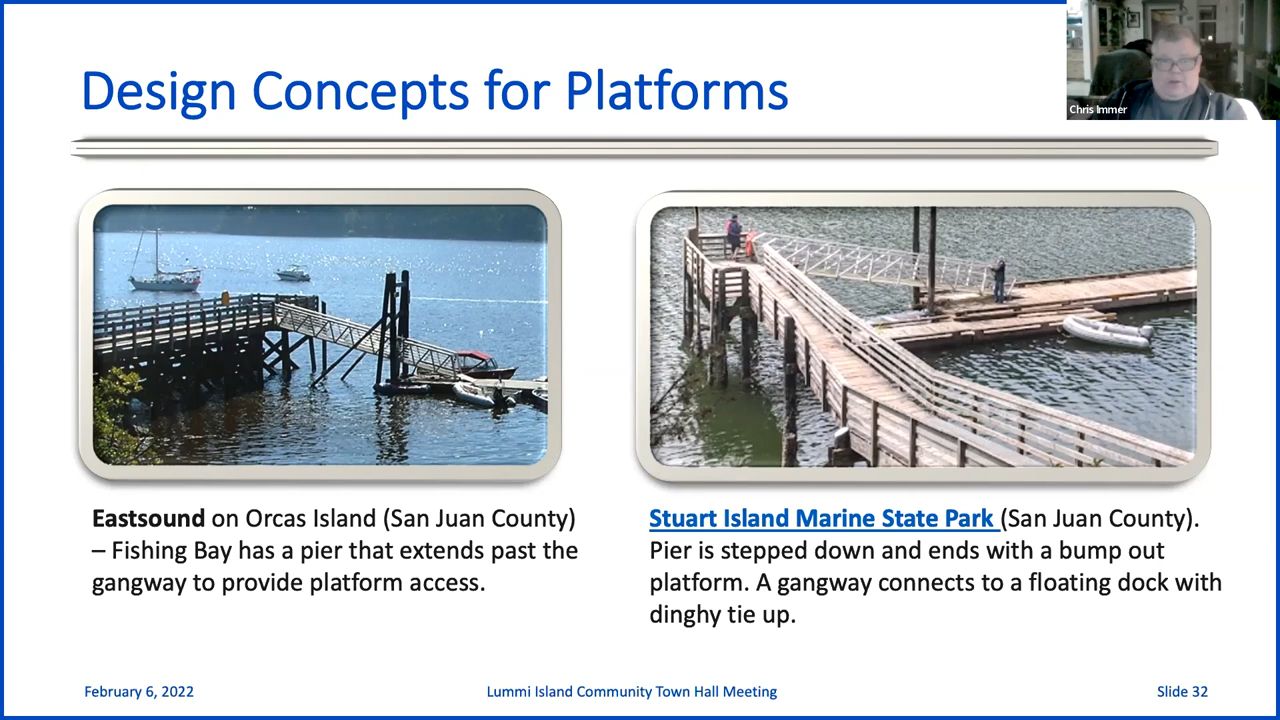 Design Concepts for Platforms
Chris Immer
Eastsound on Orcas Island (San Juan County)
– Fishing Bay has a pier that extends past the
gangway to provide platform access.
Stuart Island Marine State Park (San Juan County).
Pier is stepped down and ends with a bump out
platform. A gangway connects to a floating dock with
dinghy tie up.
February 6, 2022
Lummi Island Community Town Hall Meeting
Slide 32